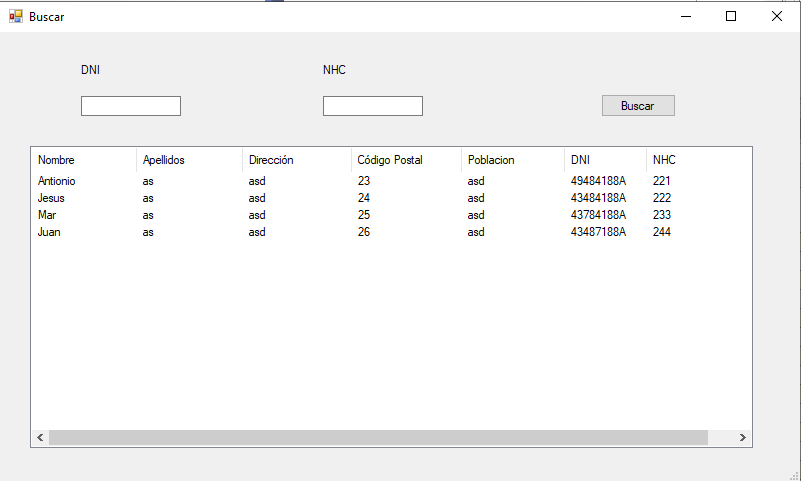 Buscar
DNI NHC
Buscar
Nombre Apellidos Dirección Código Postal Poblacion DNI NHC
Antionio as asd 23 asd 49484188A 221
Jesus as asd 24 asd 43484188A 222
Mar as asd 25 asd 43784188A 233
Juan as asd 26 asd 43487188A 244